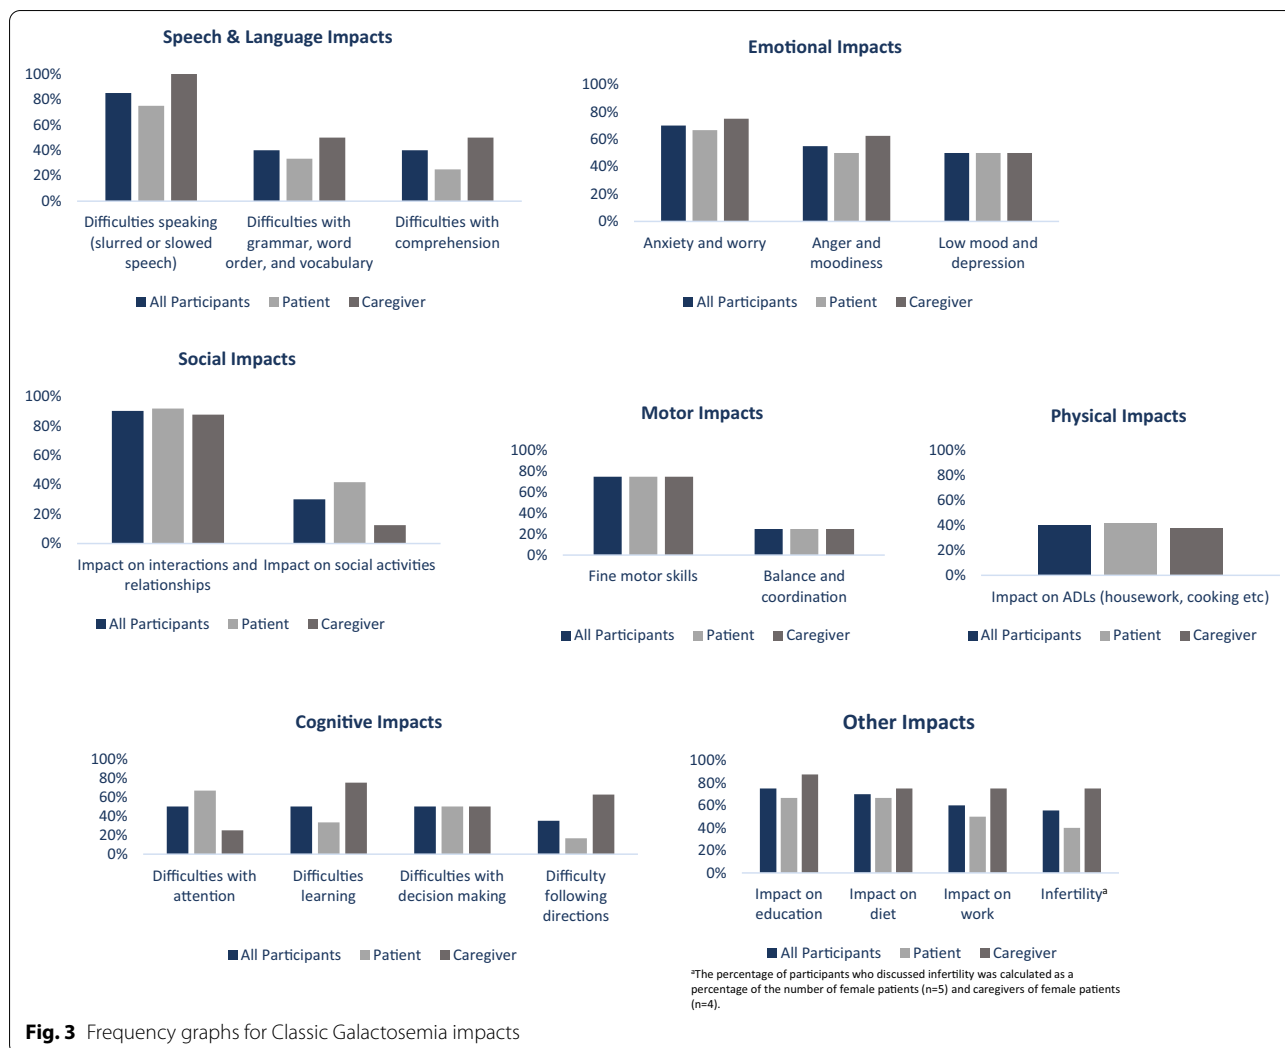 Speech & Language Impacts
100%
80%
60%
40%
20%
0%
Difficulties speaking
(slurred or slowed
speech)
Difficulties with
grammar, word
order, and vocabulary
Difficulties with
comprehension
All Participants Patient Caregiver
Emotional Impacts
100%
80%
60%
40%
20%
0%
Anxiety and worry
Anger and
moodiness
Low mood and
depression
All Participants Patient Caregiver
Social Impacts
100%
80%
60%
40%
20%
0%
Impact on interactions and
relationships
Impact on social activities
All Participants Patient Caregiver
Motor Impacts
100%
80%
60%
40%
20%
0%
Fine motor skills
Balance and
coordination
All Participants Patient Caregiver
Physical Impacts
100%
80%
60%
40%
20%
0%
Impact on ADLs (housework, cooking etc)
All Participants Patient Caregiver
Cognitive Impacts
100%
80%
60%
40%
20%
0%
Difficulties with
attention
Difficulties
learning
Difficulties with
decision making
Difficulty
following
directions
All Participants Patient Caregiver
Other Impacts
100%
80%
60%
40%
20%
0%
Impact on
education
Impact on
diet
Impact on
work
Infertilityᵃ
All Participants Patient Caregiver
ᵃThe percentage of participants who discussed infertility was calculated as a
percentage of the number of female patients (n=5) and caregivers of female patients
(n=4).
Fig. 3 Frequency graphs for Classic Galactosemia impacts